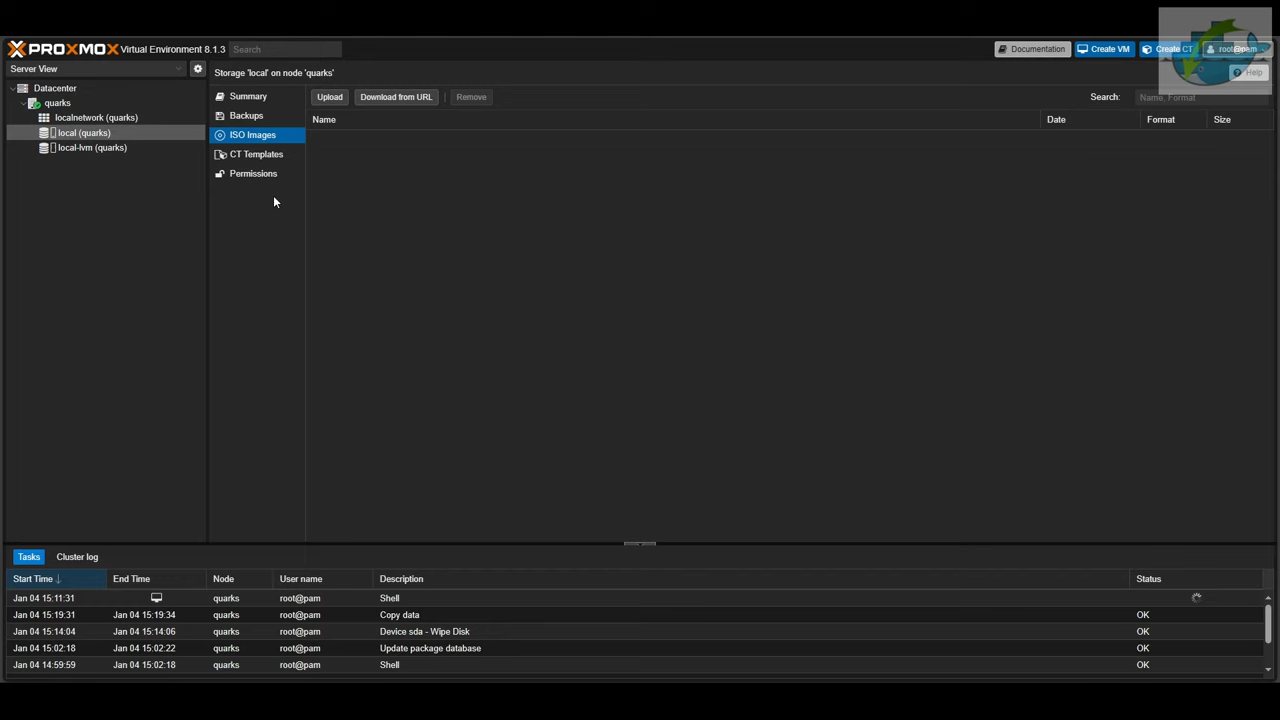 PROXMOX Virtual Environment 8.1.3 Search Documentation Create VM Create CT root@pam
Server View
Storage 'local' on node 'quarks' Help
Datacenter
quarks
localnetwork (quarks)
local (quarks)
local-lvm (quarks)
Summary
Backups
ISO Images
CT Templates
Permissions
Upload Download from URL Remove Search: Name, Format
Name Date Format Size
Tasks Cluster log
Start Time End Time Node User name Description Status
Jan 04 15:11:31 quarks root@pam Shell
Jan 04 15:19:31 Jan 04 15:19:34 quarks root@pam Copy data OK
Jan 04 15:14:04 Jan 04 15:14:06 quarks root@pam Device sda - Wipe Disk OK
Jan 04 15:02:18 Jan 04 15:02:22 quarks root@pam Update package database OK
Jan 04 14:59:59 Jan 04 15:02:18 quarks root@pam Shell OK